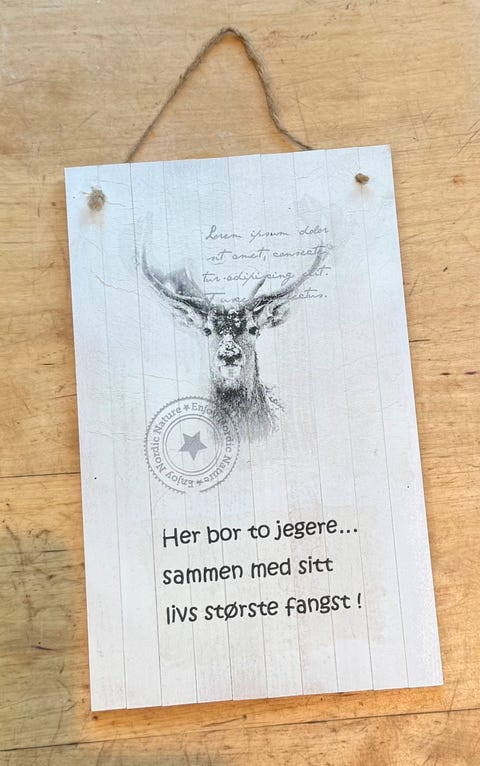 Lorem ipsum dolor
sit amet, consecte
tur adipiscing elit.
Enjoy Nordic Nature ★ Enjoy Nordic Nature ★
Her bor to jegere...
sammen med sitt
livs største fangst !